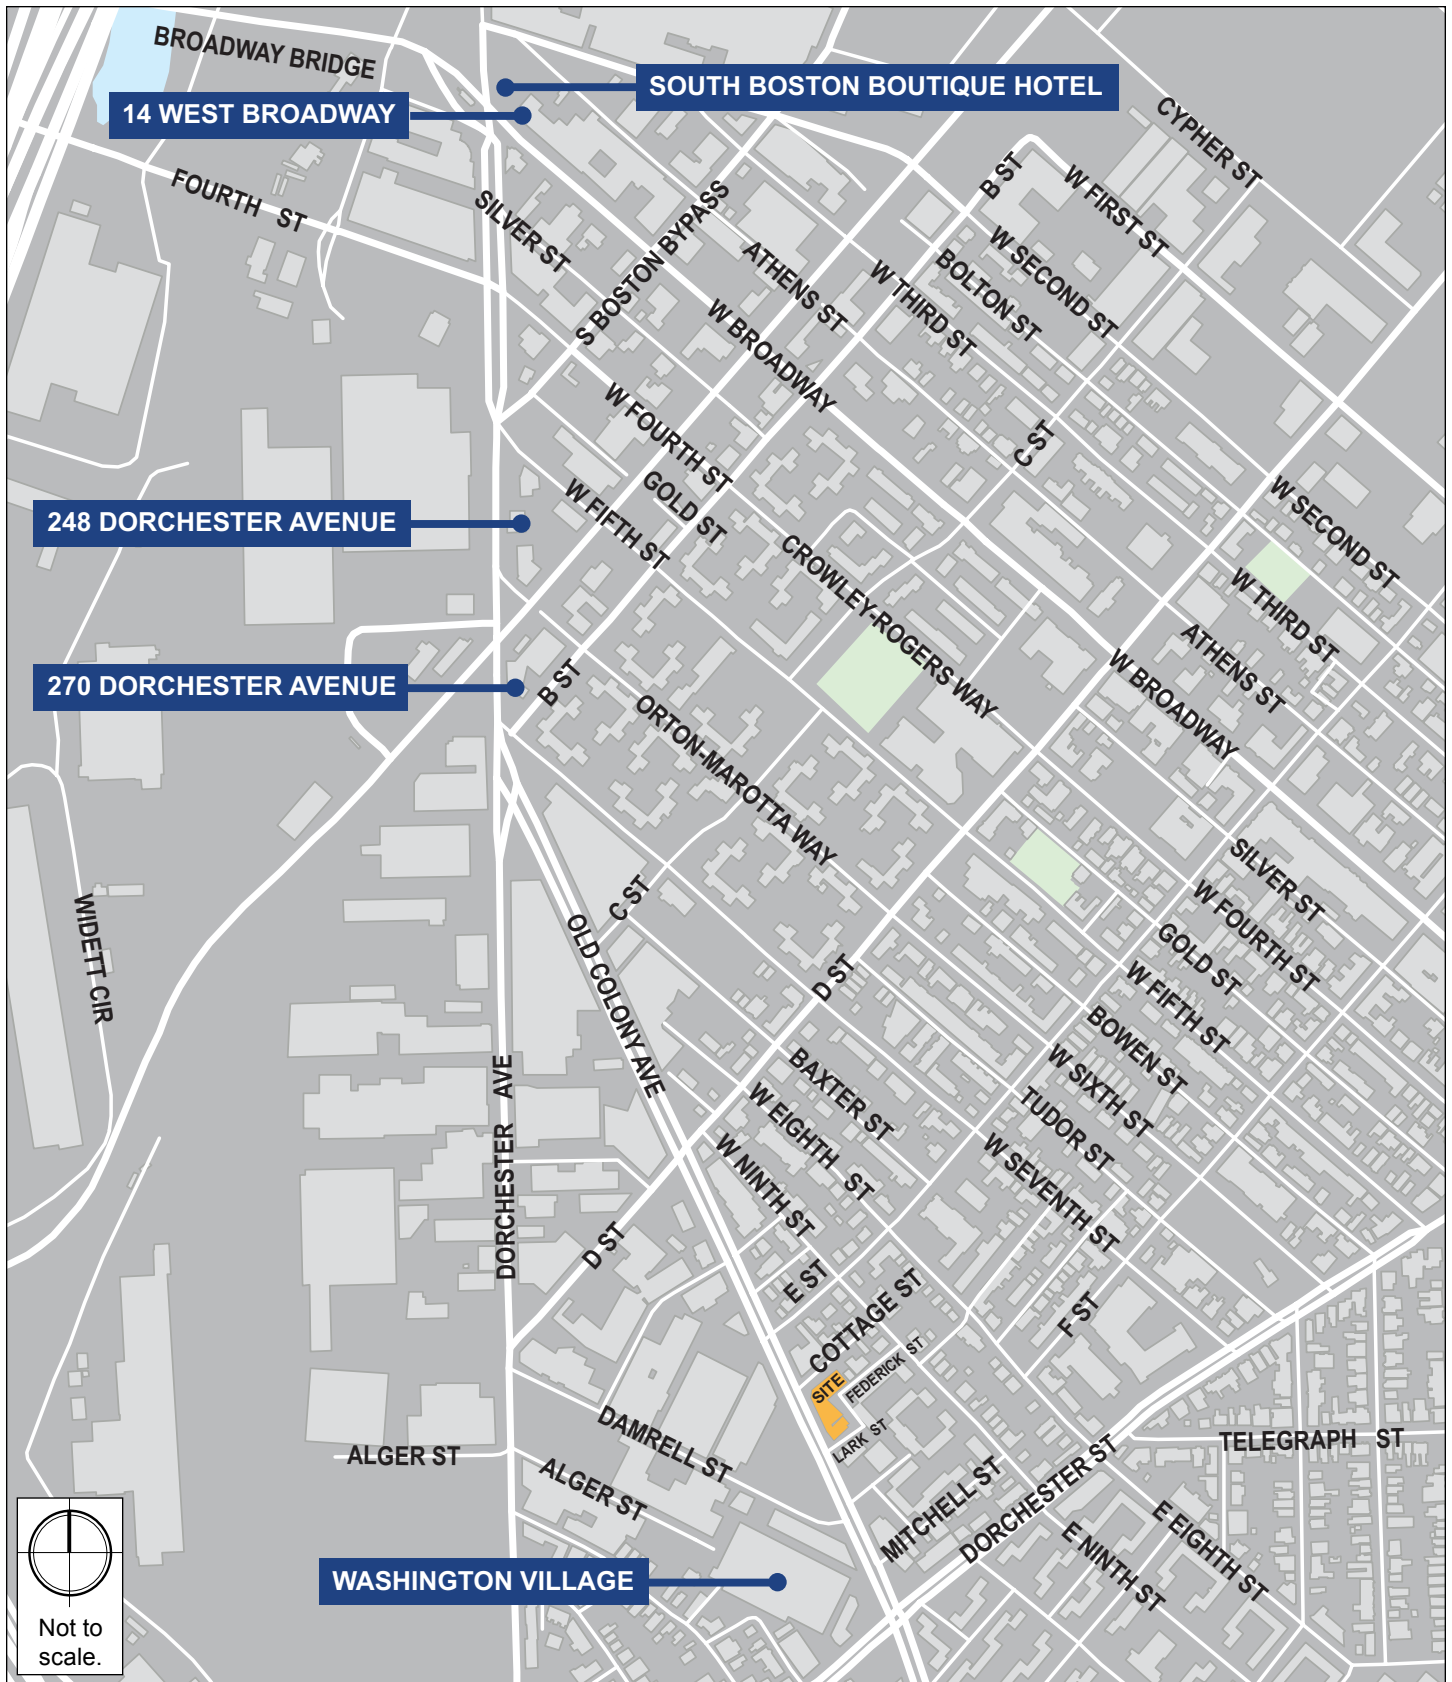 BROADWAY BRIDGE
SOUTH BOSTON BOUTIQUE HOTEL
14 WEST BROADWAY
CYPHER ST
FOURTH ST
SILVER ST
S BOSTON BYPASS
B ST
W FIRST ST
W SECOND ST
BOLTON ST
ATHENS ST
W THIRD ST
W BROADWAY
W FOURTH ST
C ST
GOLD ST
W FIFTH ST
W SECOND ST
248 DORCHESTER AVENUE
CROWLEY-ROGERS WAY
W THIRD ST
ATHENS ST
W BROADWAY
270 DORCHESTER AVENUE
B ST
ORTON-MAROTTA WAY
SILVER ST
W FOURTH ST
C ST
GOLD ST
W FIFTH ST
WIDETT CIR
OLD COLONY AVE
D ST
BOWEN ST
W SIXTH ST
BAXTER ST
TUDOR ST
W EIGHTH ST
W SEVENTH ST
W NINTH ST
DORCHESTER AVE
D ST
E ST
COTTAGE ST
F ST
FEDERICK ST
SITE
LARK ST
DAMRELL ST
ALGER ST
ALGER ST
TELEGRAPH ST
MITCHELL ST
DORCHESTER ST
E EIGHTH ST
E NINTH ST
WASHINGTON VILLAGE
Not to
scale.